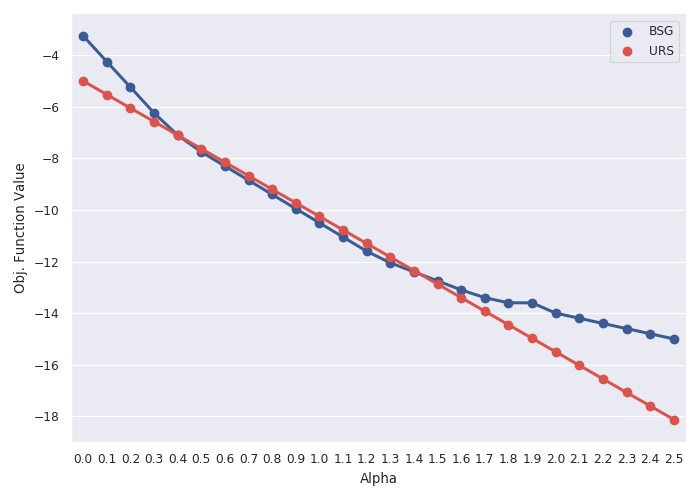 BSG
URS
Obj. Function Value
−4
−6
−8
−10
−12
−14
−16
−18
0.0 0.1 0.2 0.3 0.4 0.5 0.6 0.7 0.8 0.9 1.0 1.1 1.2 1.3 1.4 1.5 1.6 1.7 1.8 1.9 2.0 2.1 2.2 2.3 2.4 2.5
Alpha